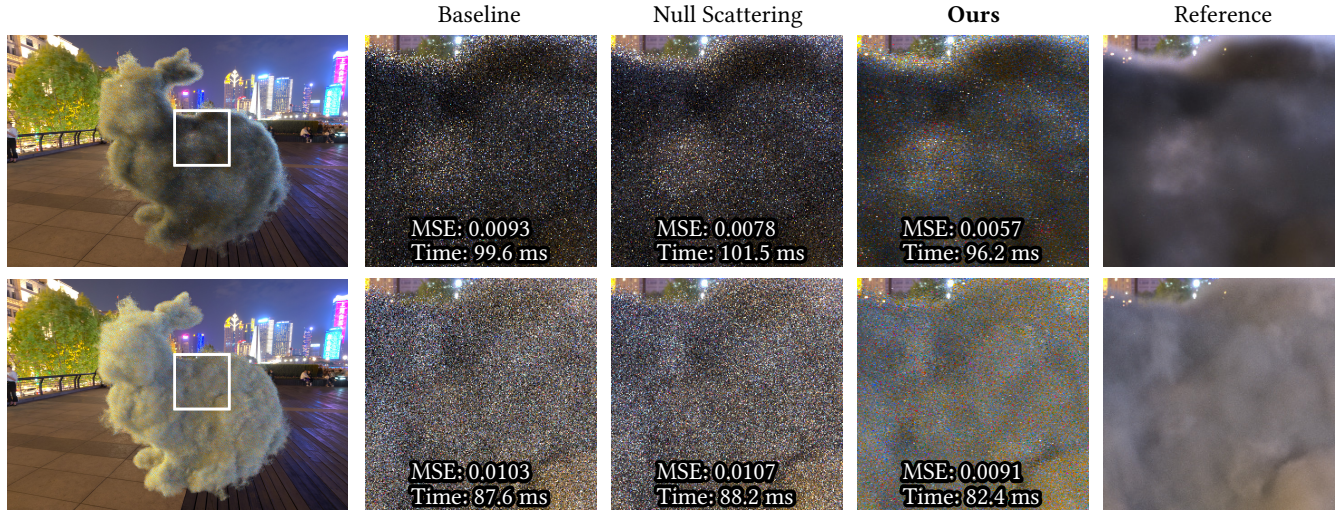 Baseline
Null Scattering
Ours
Reference
MSE: 0.0093
Time: 99.6 ms
MSE: 0.0078
Time: 101.5 ms
MSE: 0.0057
Time: 96.2 ms
MSE: 0.0103
Time: 87.6 ms
MSE: 0.0107
Time: 88.2 ms
MSE: 0.0091
Time: 82.4 ms